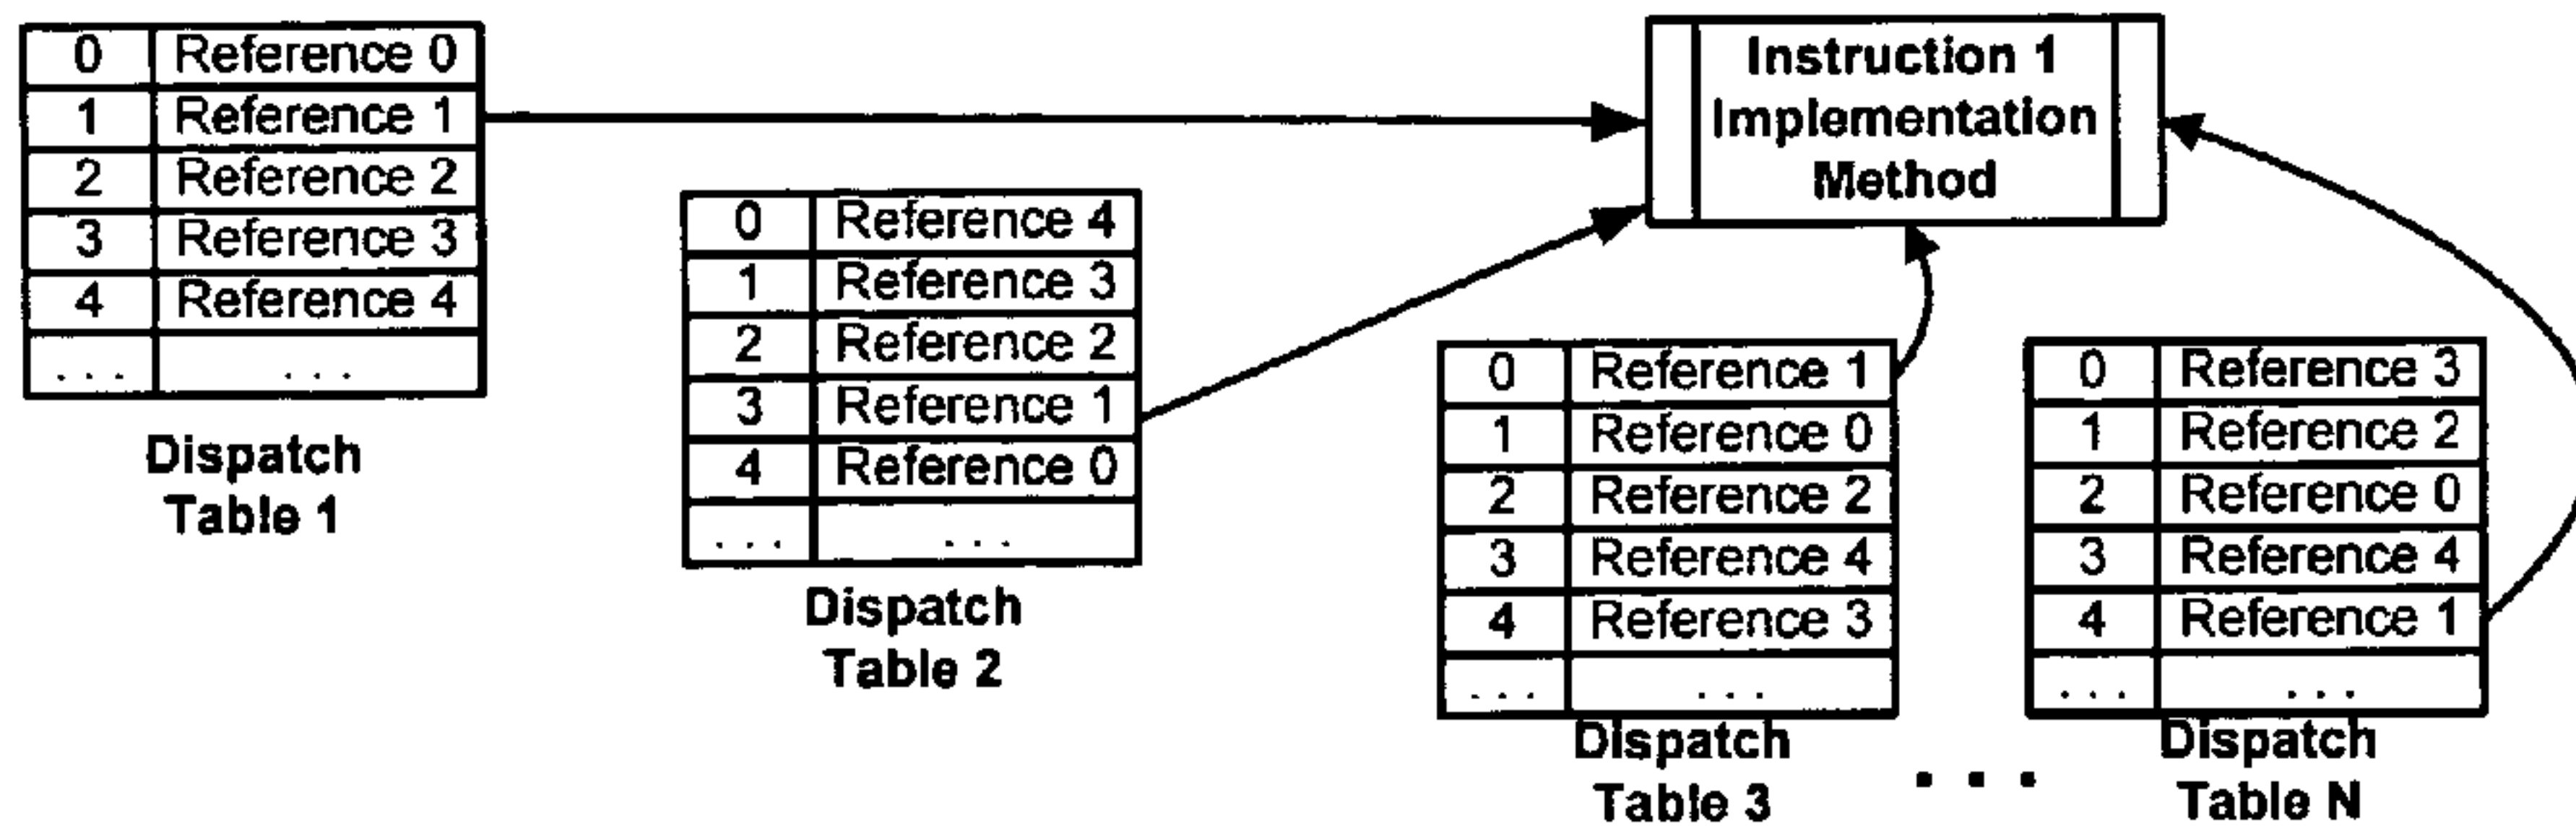 0 Reference 0
1 Reference 1
2 Reference 2
3 Reference 3
4 Reference 4
... ...
Dispatch
Table 1
0 Reference 4
1 Reference 3
2 Reference 2
3 Reference 1
4 Reference 0
... ...
Dispatch
Table 2
Instruction 1
Implementation
Method
0 Reference 1
1 Reference 0
2 Reference 2
3 Reference 4
4 Reference 3
... ...
Dispatch
Table 3
...
0 Reference 3
1 Reference 2
2 Reference 0
3 Reference 4
4 Reference 1
... ...
Dispatch
Table N